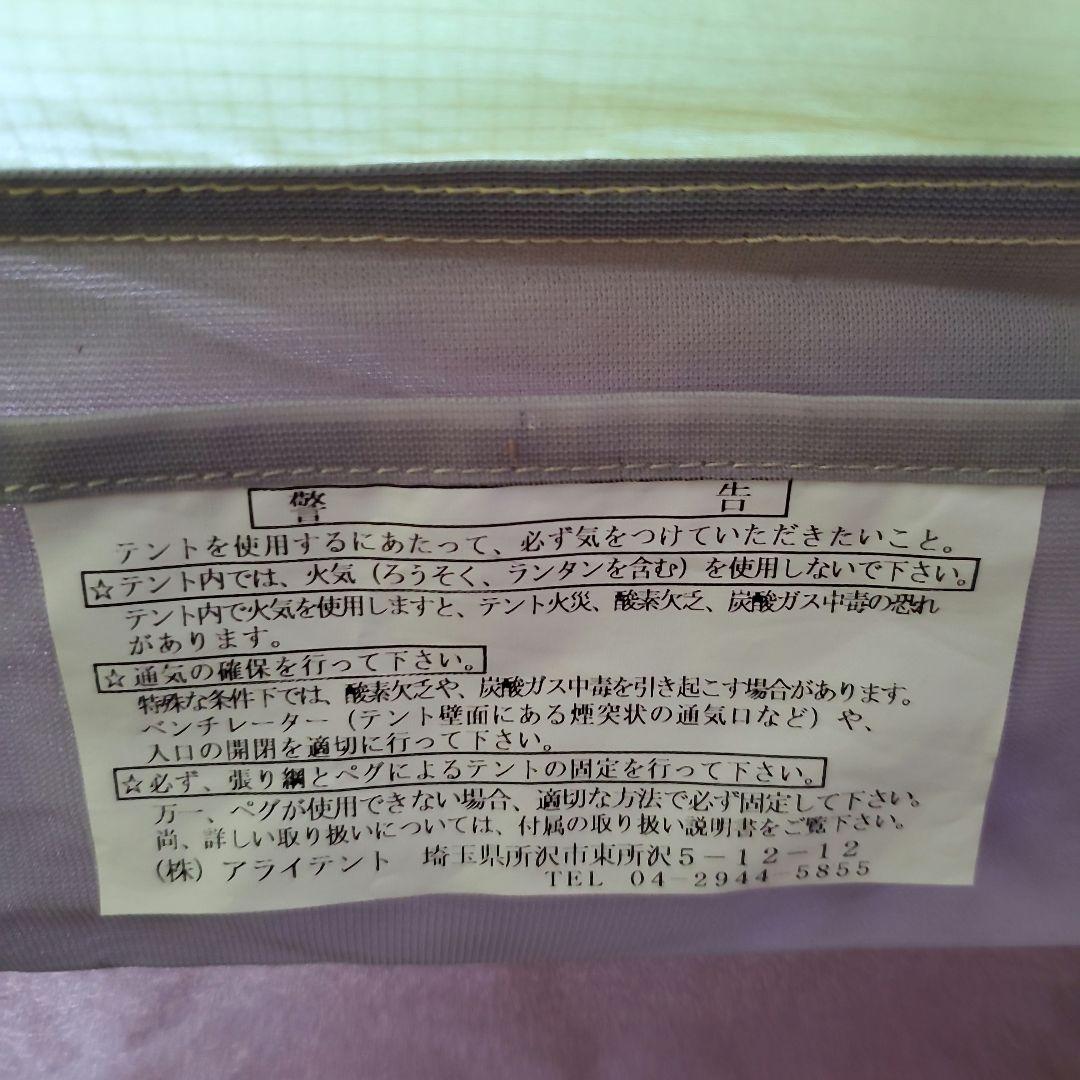 警告
テントを使用するにあたって、必ず気をつけていただきたいこと。
☆テント内では、火気（ろうそく、ランタンを含む）を使用しないで下さい。
テント内で火気を使用しますと、テント火災、酸素欠乏、炭酸ガス中毒の恐れ
があります。
☆通気の確保を行って下さい。
特殊な条件下では、酸素欠乏や、炭酸ガス中毒を引き起こす場合があります。
ベンチレーター（テント壁面にある煙突状の通気口など）や、
入口の開閉を適切に行って下さい。
☆必ず、張り綱とペグによるテントの固定を行って下さい。
万一、ペグが使用できない場合、適切な方法で必ず固定して下さい。
尚、詳しい取り扱いについては、付属の取り扱い説明書をご覧下さい。
（株）アライテント 埼玉県所沢市東所沢５－１２－１２
TEL 04-2944-5855